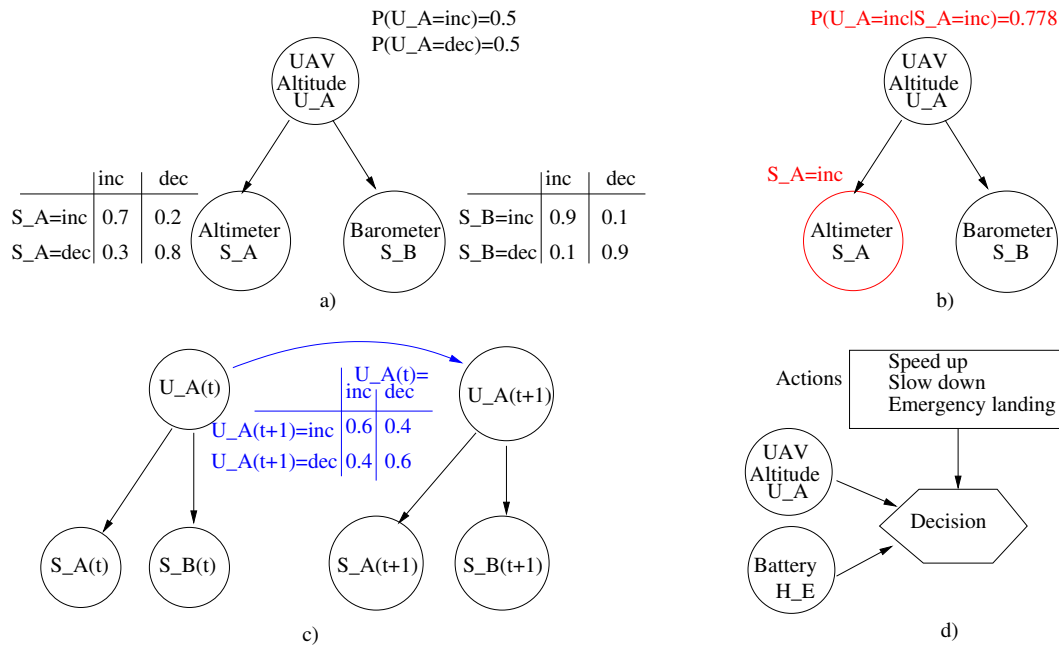 P(U_A=inc)=0.5
P(U_A=dec)=0.5
UAV
Altitude
U_A
inc dec
S_A=inc 0.7 0.2
S_A=dec 0.3 0.8
Altimeter
S_A
Barometer
S_B
inc dec
S_B=inc 0.9 0.1
S_B=dec 0.1 0.9
a)
P(U_A=inc|S_A=inc)=0.778
UAV
Altitude
U_A
S_A=inc
Altimeter
S_A
Barometer
S_B
b)
U_A(t)
U_A(t)=
inc dec
U_A(t+1)=inc 0.6 0.4
U_A(t+1)=dec 0.4 0.6
U_A(t+1)
S_A(t)
S_B(t)
S_A(t+1)
S_B(t+1)
c)
Actions
Speed up
Slow down
Emergency landing
UAV
Altitude
U_A
Decision
Battery
H_E
d)